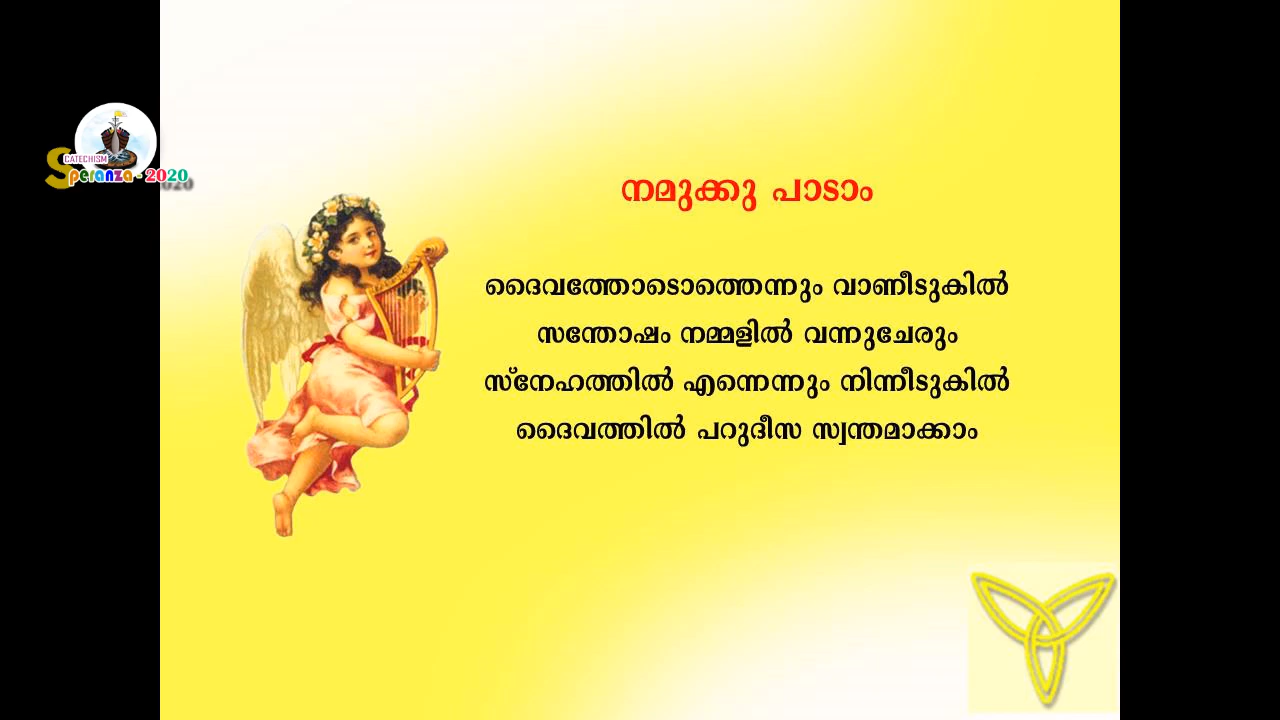 CATECHISM
Speranza - 2020
നമുക്കു പാടാം
ദൈവത്തോടൊത്തെന്നും വാണീടുകിൽ
സന്തോഷം നമ്മളിൽ വന്നുചേരും
സ്നേഹത്തിൽ എന്നെന്നും നിന്നീടുകിൽ
ദൈവത്തിൽ പറുദീസ സ്വന്തമാക്കാം